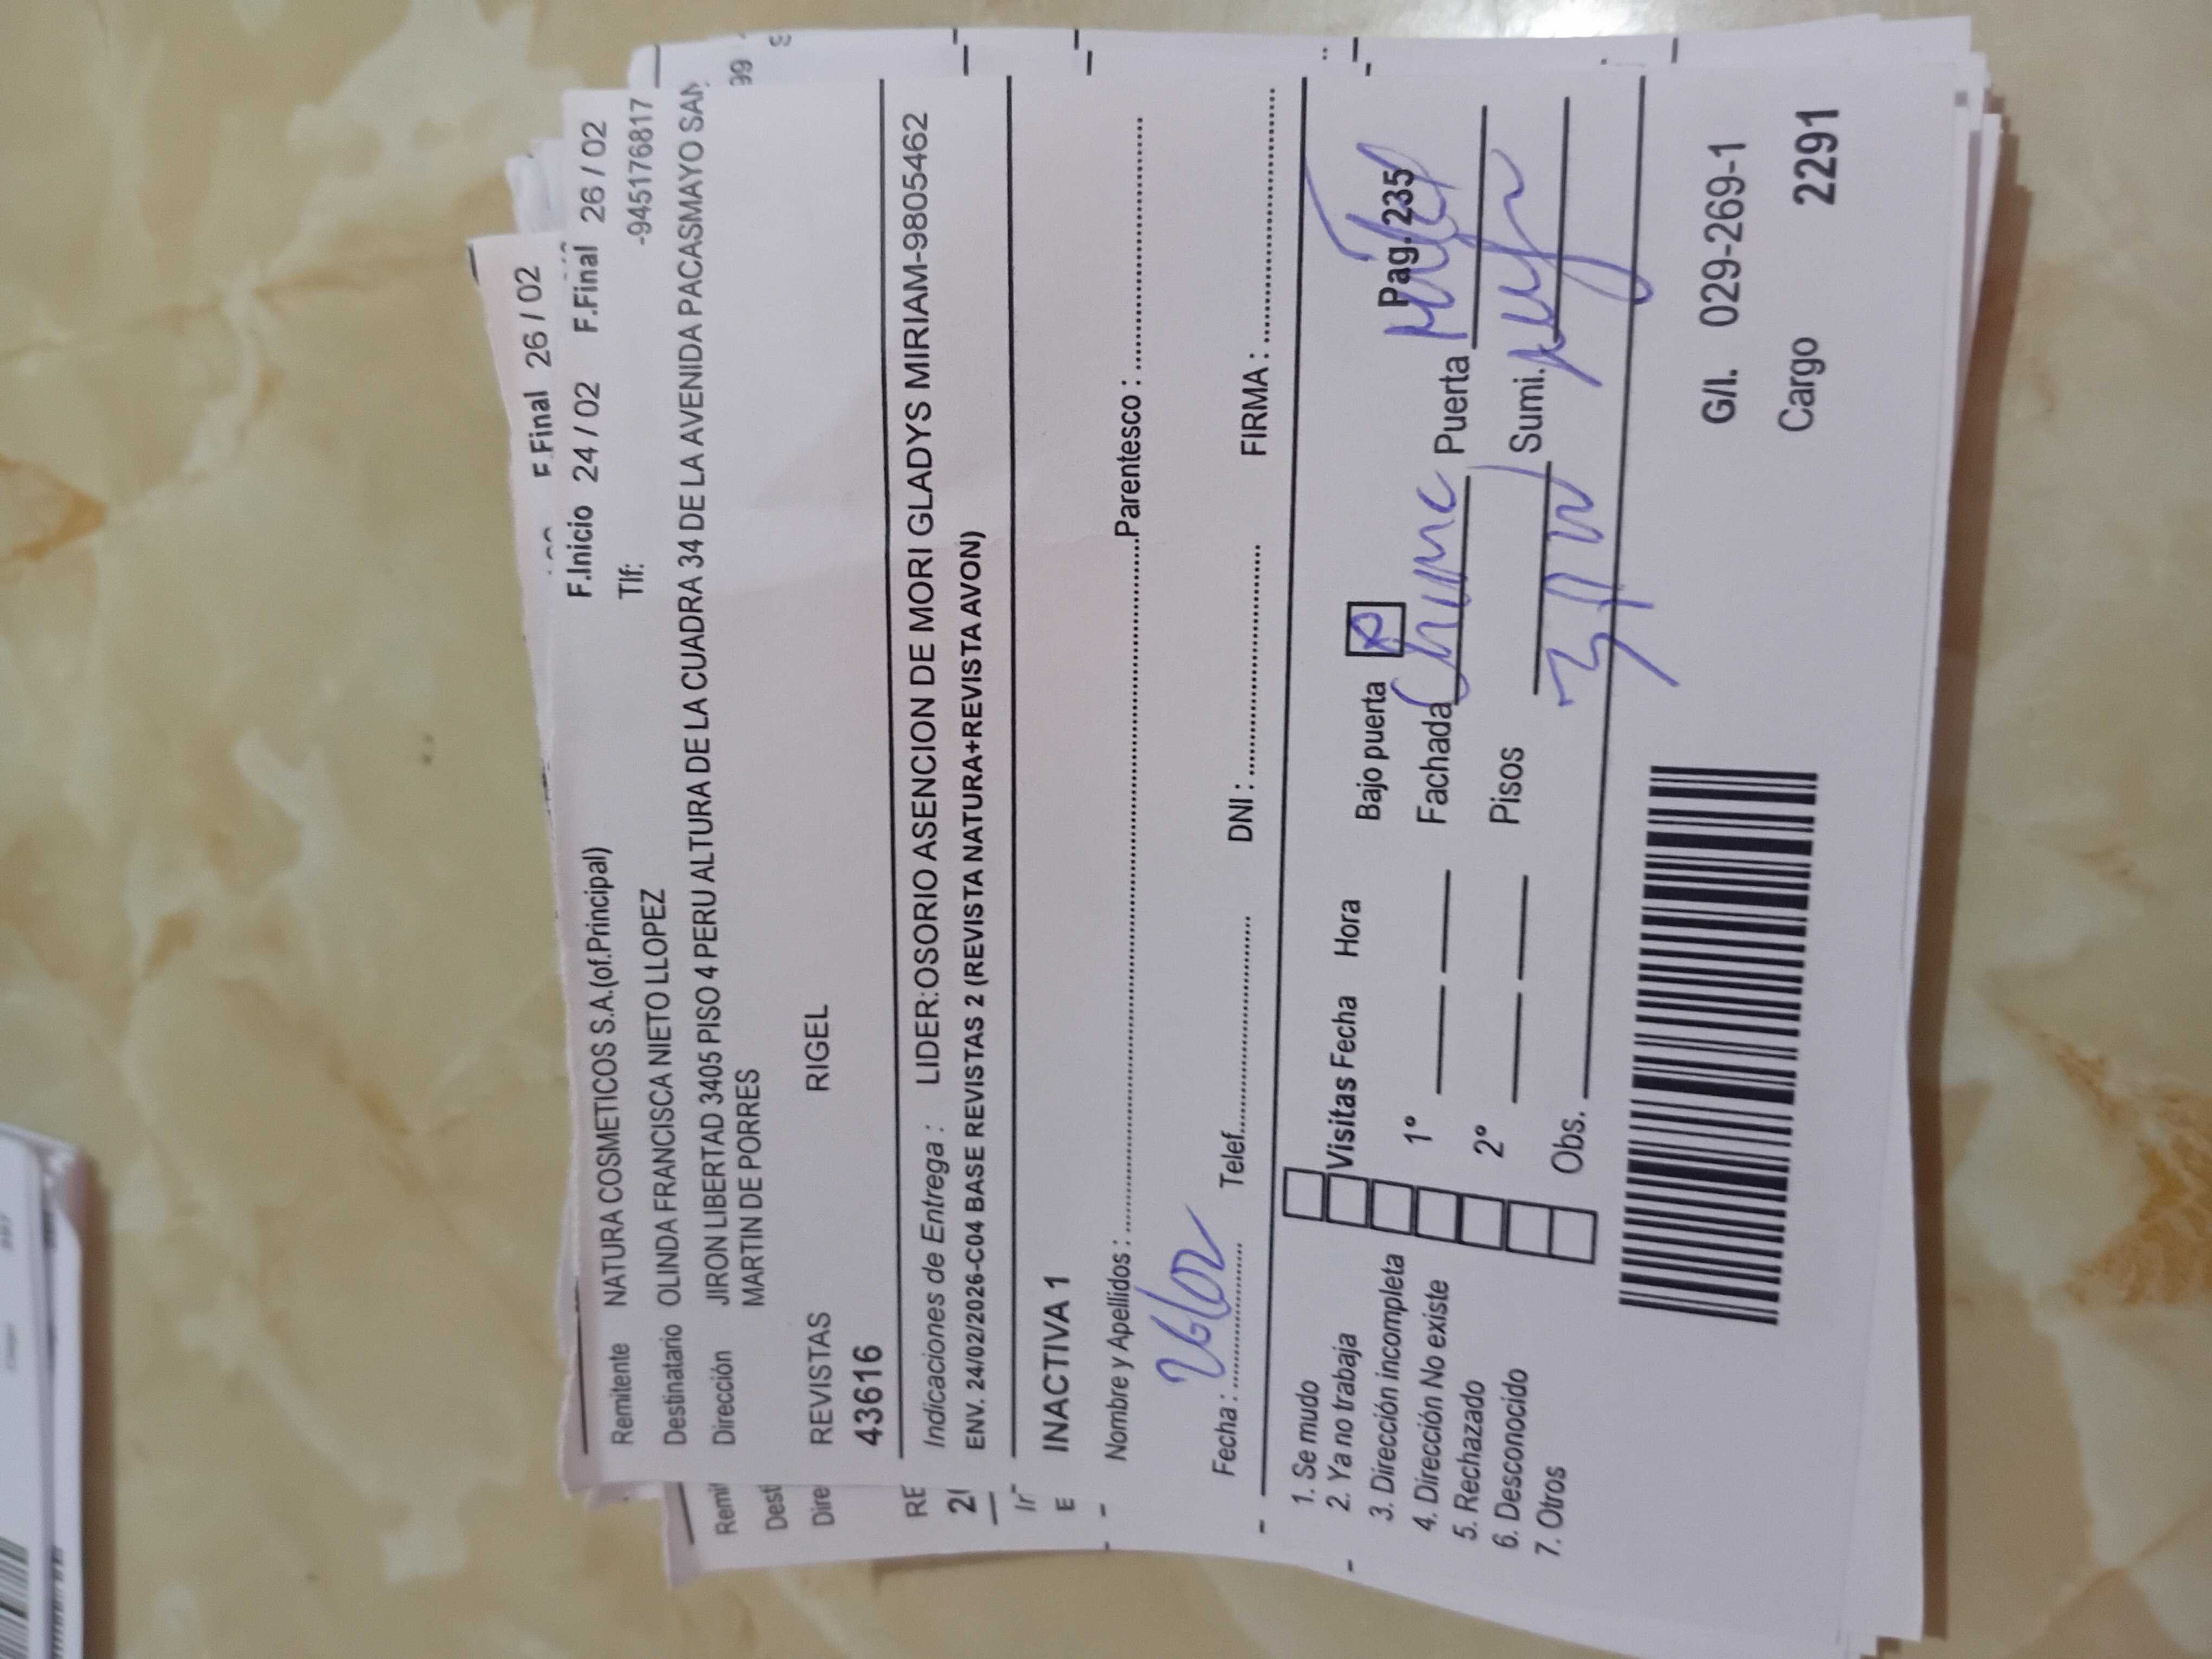 F.Final 26 / 02
F.Inicio 24 / 02 F.Final 26 / 02
Remitente NATURA COSMETICOS S.A.(of.Principal)
Tlf: -945176817
Destinatario OLINDA FRANCISCA NIETO LLOPEZ
Dirección JIRON LIBERTAD 3405 PISO 4 PERU ALTURA DE LA CUADRA 34 DE LA AVENIDA PACASMAYO SAN
MARTIN DE PORRES
99
REVISTAS RIGEL
43616
Indicaciones de Entrega : LIDER:OSORIO ASENCION DE MORI GLADYS MIRIAM-9805462
ENV. 24/02/2026-C04 BASE REVISTAS 2 (REVISTA NATURA+REVISTA AVON)
INACTIVA 1
Nombre y Apellidos : Parentesco :
Fecha : 26/02 Telef. DNI : FIRMA :
1. Se mudo
2. Ya no trabaja
3. Dirección incompleta
4. Dirección No existe
5. Rechazado
6. Desconocido
7. Otros
Visitas Fecha Hora
1°
2°
Obs.
Bajo puerta Pag. 235
Fachada Puerta
Pisos Sumi.
G/I. 029-269-1
Cargo 2291